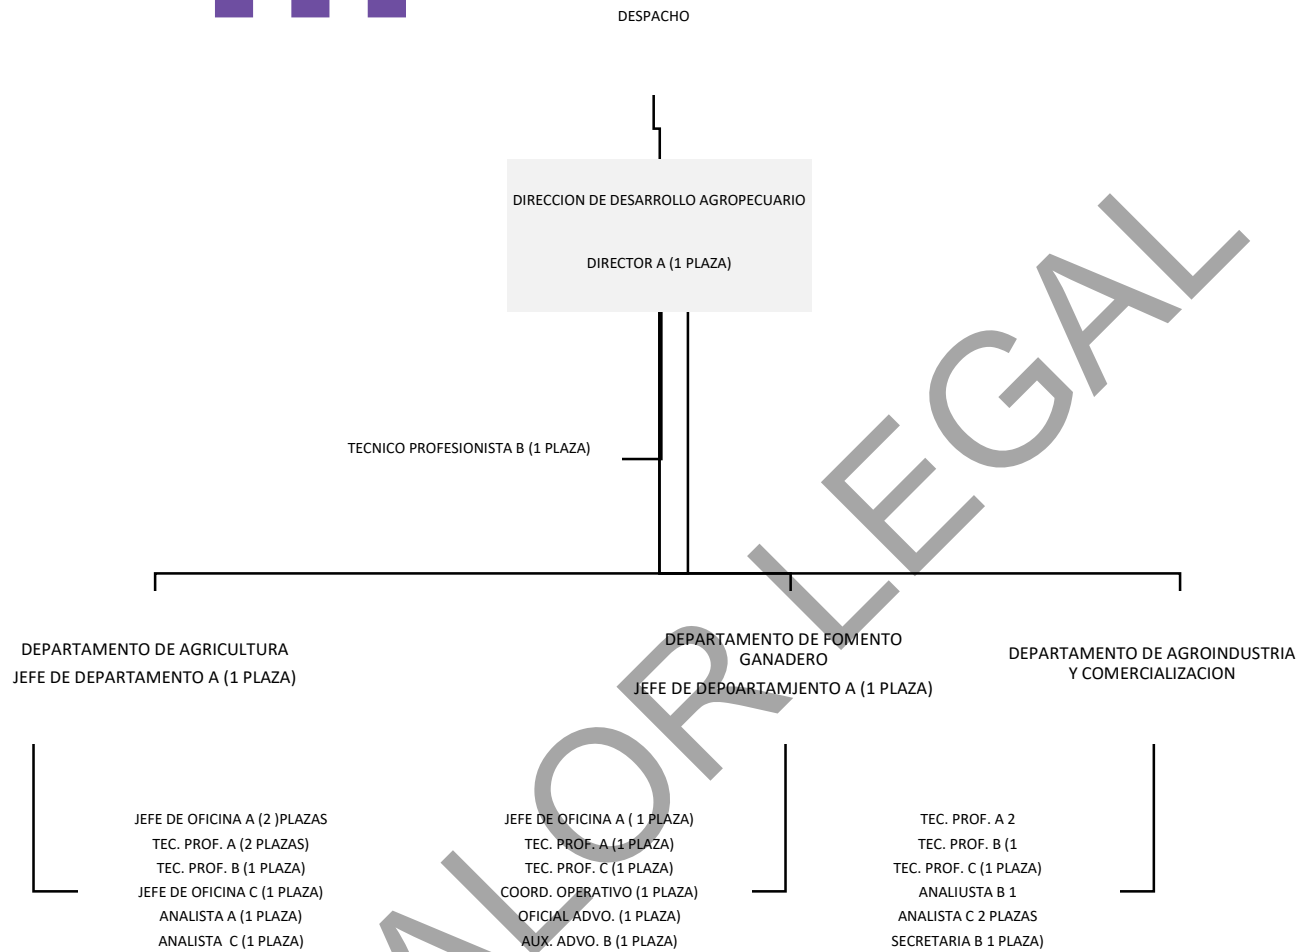 DESPACHO
DIRECCION DE DESARROLLO AGROPECUARIO
DIRECTOR A (1 PLAZA)
TECNICO PROFESIONISTA B (1 PLAZA)
DEPARTAMENTO DE AGRICULTURA
JEFE DE DEPARTAMENTO A (1 PLAZA)
DEPARTAMENTO DE FOMENTO
GANADERO
JEFE DE DEP0ARTAMJENTO A (1 PLAZA)
DEPARTAMENTO DE AGROINDUSTRIA
Y COMERCIALIZACION
JEFE DE OFICINA A (2 )PLAZAS
TEC. PROF. A (2 PLAZAS)
TEC. PROF. B (1 PLAZA)
JEFE DE OFICINA C (1 PLAZA)
ANALISTA A (1 PLAZA)
ANALISTA  C (1 PLAZA)
JEFE DE OFICINA A ( 1 PLAZA)
TEC. PROF. A (1 PLAZA)
TEC. PROF. C (1 PLAZA)
COORD. OPERATIVO (1 PLAZA)
OFICIAL ADVO. (1 PLAZA)
AUX. ADVO. B (1 PLAZA)
TEC. PROF. A 2
TEC. PROF. B (1
TEC. PROF. C (1 PLAZA)
ANALIUSTA B 1
ANALISTA C 2 PLAZAS
SECRETARIA B 1 PLAZA)
ALOR LEGAL